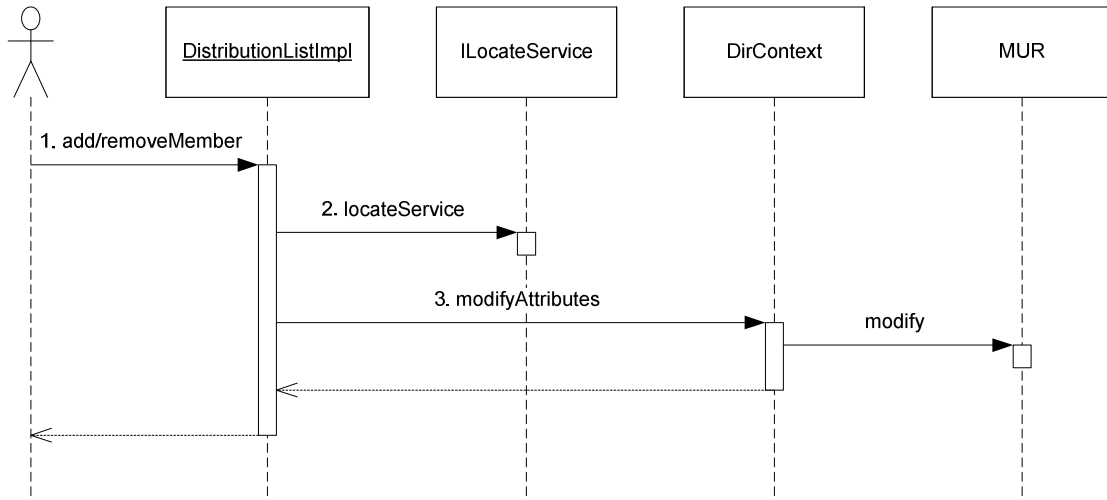 DistributionListImpl
ILocateService
DirContext
MUR
1. add/removeMember
2. locateService
3. modifyAttributes
modify